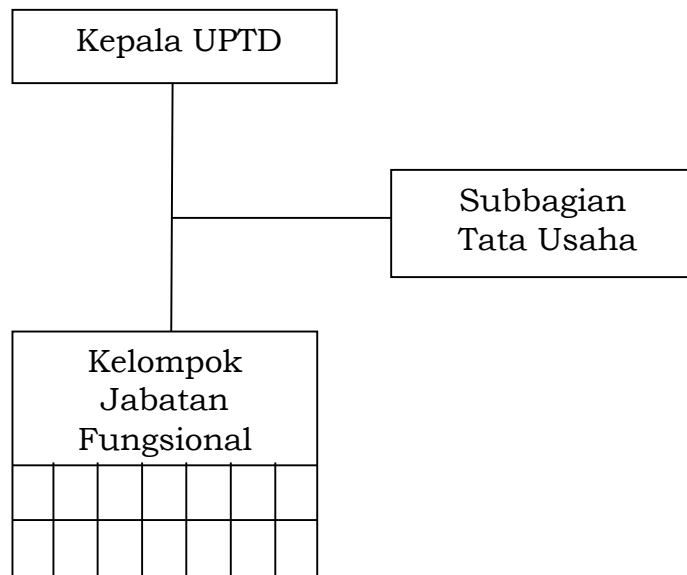 Kepala UPTD
Subbagian
Tata Usaha
Kelompok
Jabatan
Fungsional